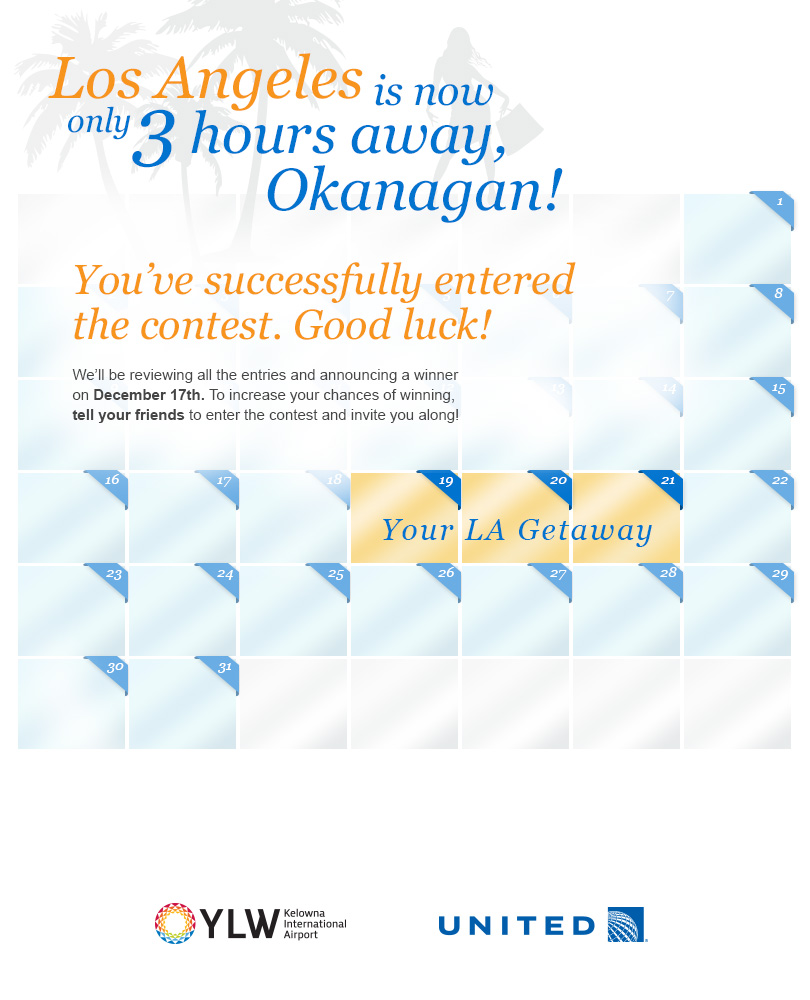 Los Angeles is now
only 3 hours away,
Okanagan!
1
You've successfully entered
the contest. Good luck!
7
8
We'll be reviewing all the entries and announcing a winner
on December 17th. To increase your chances of winning,
tell your friends to enter the contest and invite you along!
13
14
15
16
17
18
19
20
21
22
Your LA Getaway
23
24
25
26
27
28
29
30
31
YLW Kelowna
International
Airport
UNITED